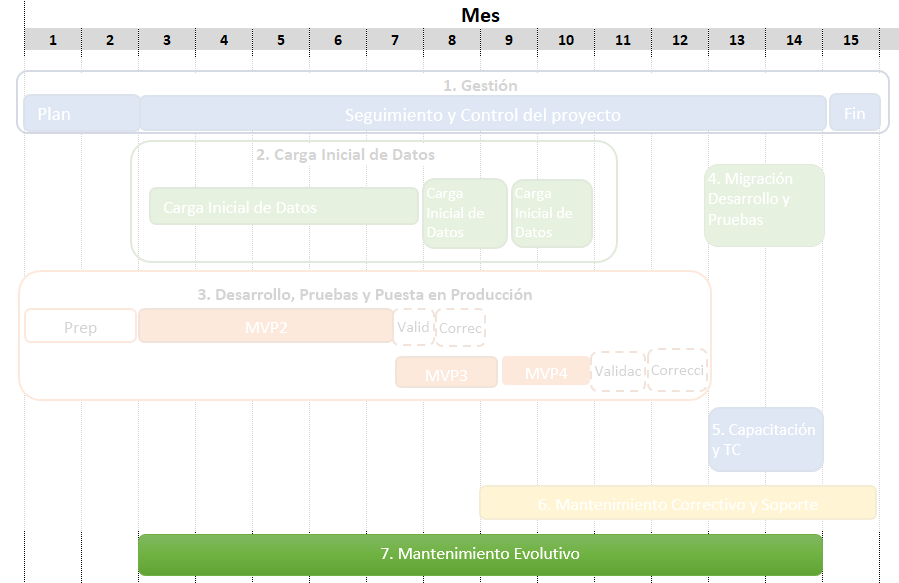 Mes
1 2 3 4 5 6 7 8 9 10 11 12 13 14 15
1. Gestión
Plan
Seguimiento y Control del proyecto
Fin
2. Carga Inicial de Datos
Carga Inicial de Datos
Carga
Inicial de
Datos
Carga
Inicial de
Datos
4. Migración
Desarrollo y
Pruebas
3. Desarrollo, Pruebas y Puesta en Producción
Prep
MVP2
Valid
Correc
MVP3
MVP4
Validac
Correcci
5. Capacitación
y TC
6. Mantenimiento Correctivo y Soporte
7. Mantenimiento Evolutivo